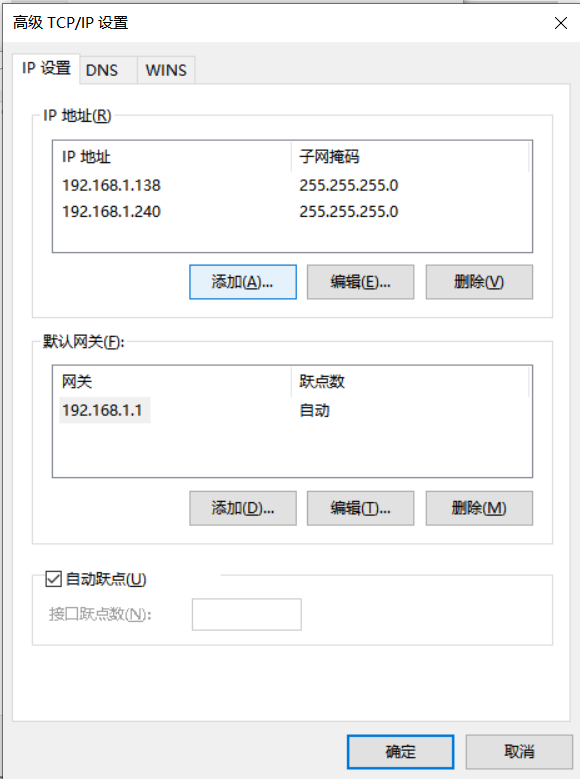 高级 TCP/IP 设置
IP 设置 DNS WINS
IP 地址(R)
IP 地址 子网掩码
192.168.1.138 255.255.255.0
192.168.1.240 255.255.255.0
添加(A)... 编辑(E)... 删除(V)
默认网关(F):
网关 跃点数
192.168.1.1 自动
添加(D)... 编辑(T)... 删除(M)
自动跃点(U)
接口跃点数(N):
确定 取消